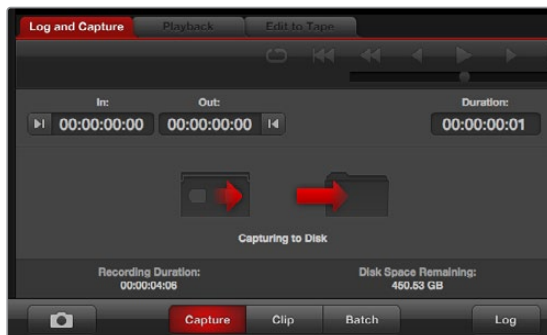 Log and Capture Playback Edit to Tape
In: Out: Duration:
00:00:00:00 00:00:00:00 00:00:00:01
Capturing to Disk
Recording Duration: Disk Space Remaining:
00:00:04:06 450.53 GB
Capture Clip Batch Log